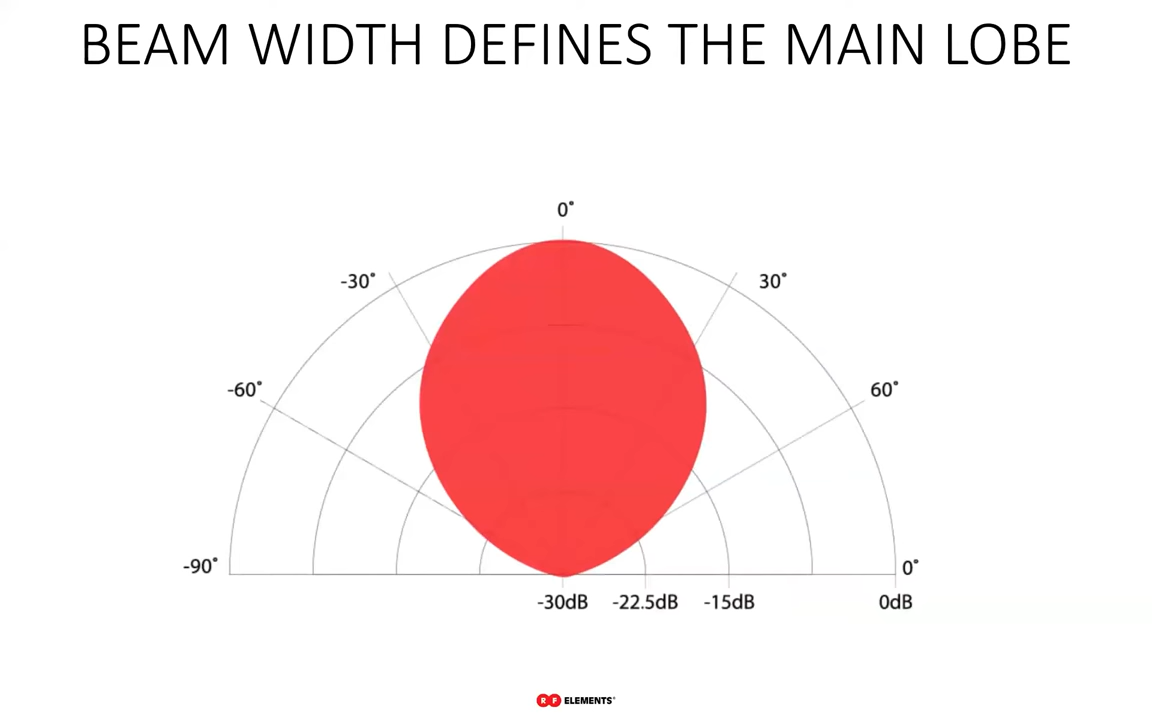 BEAM WIDTH DEFINES THE MAIN LOBE
0°
-30° 30°
-60° 60°
-90° 0°
-30dB -22.5dB -15dB 0dB
RF ELEMENTS®